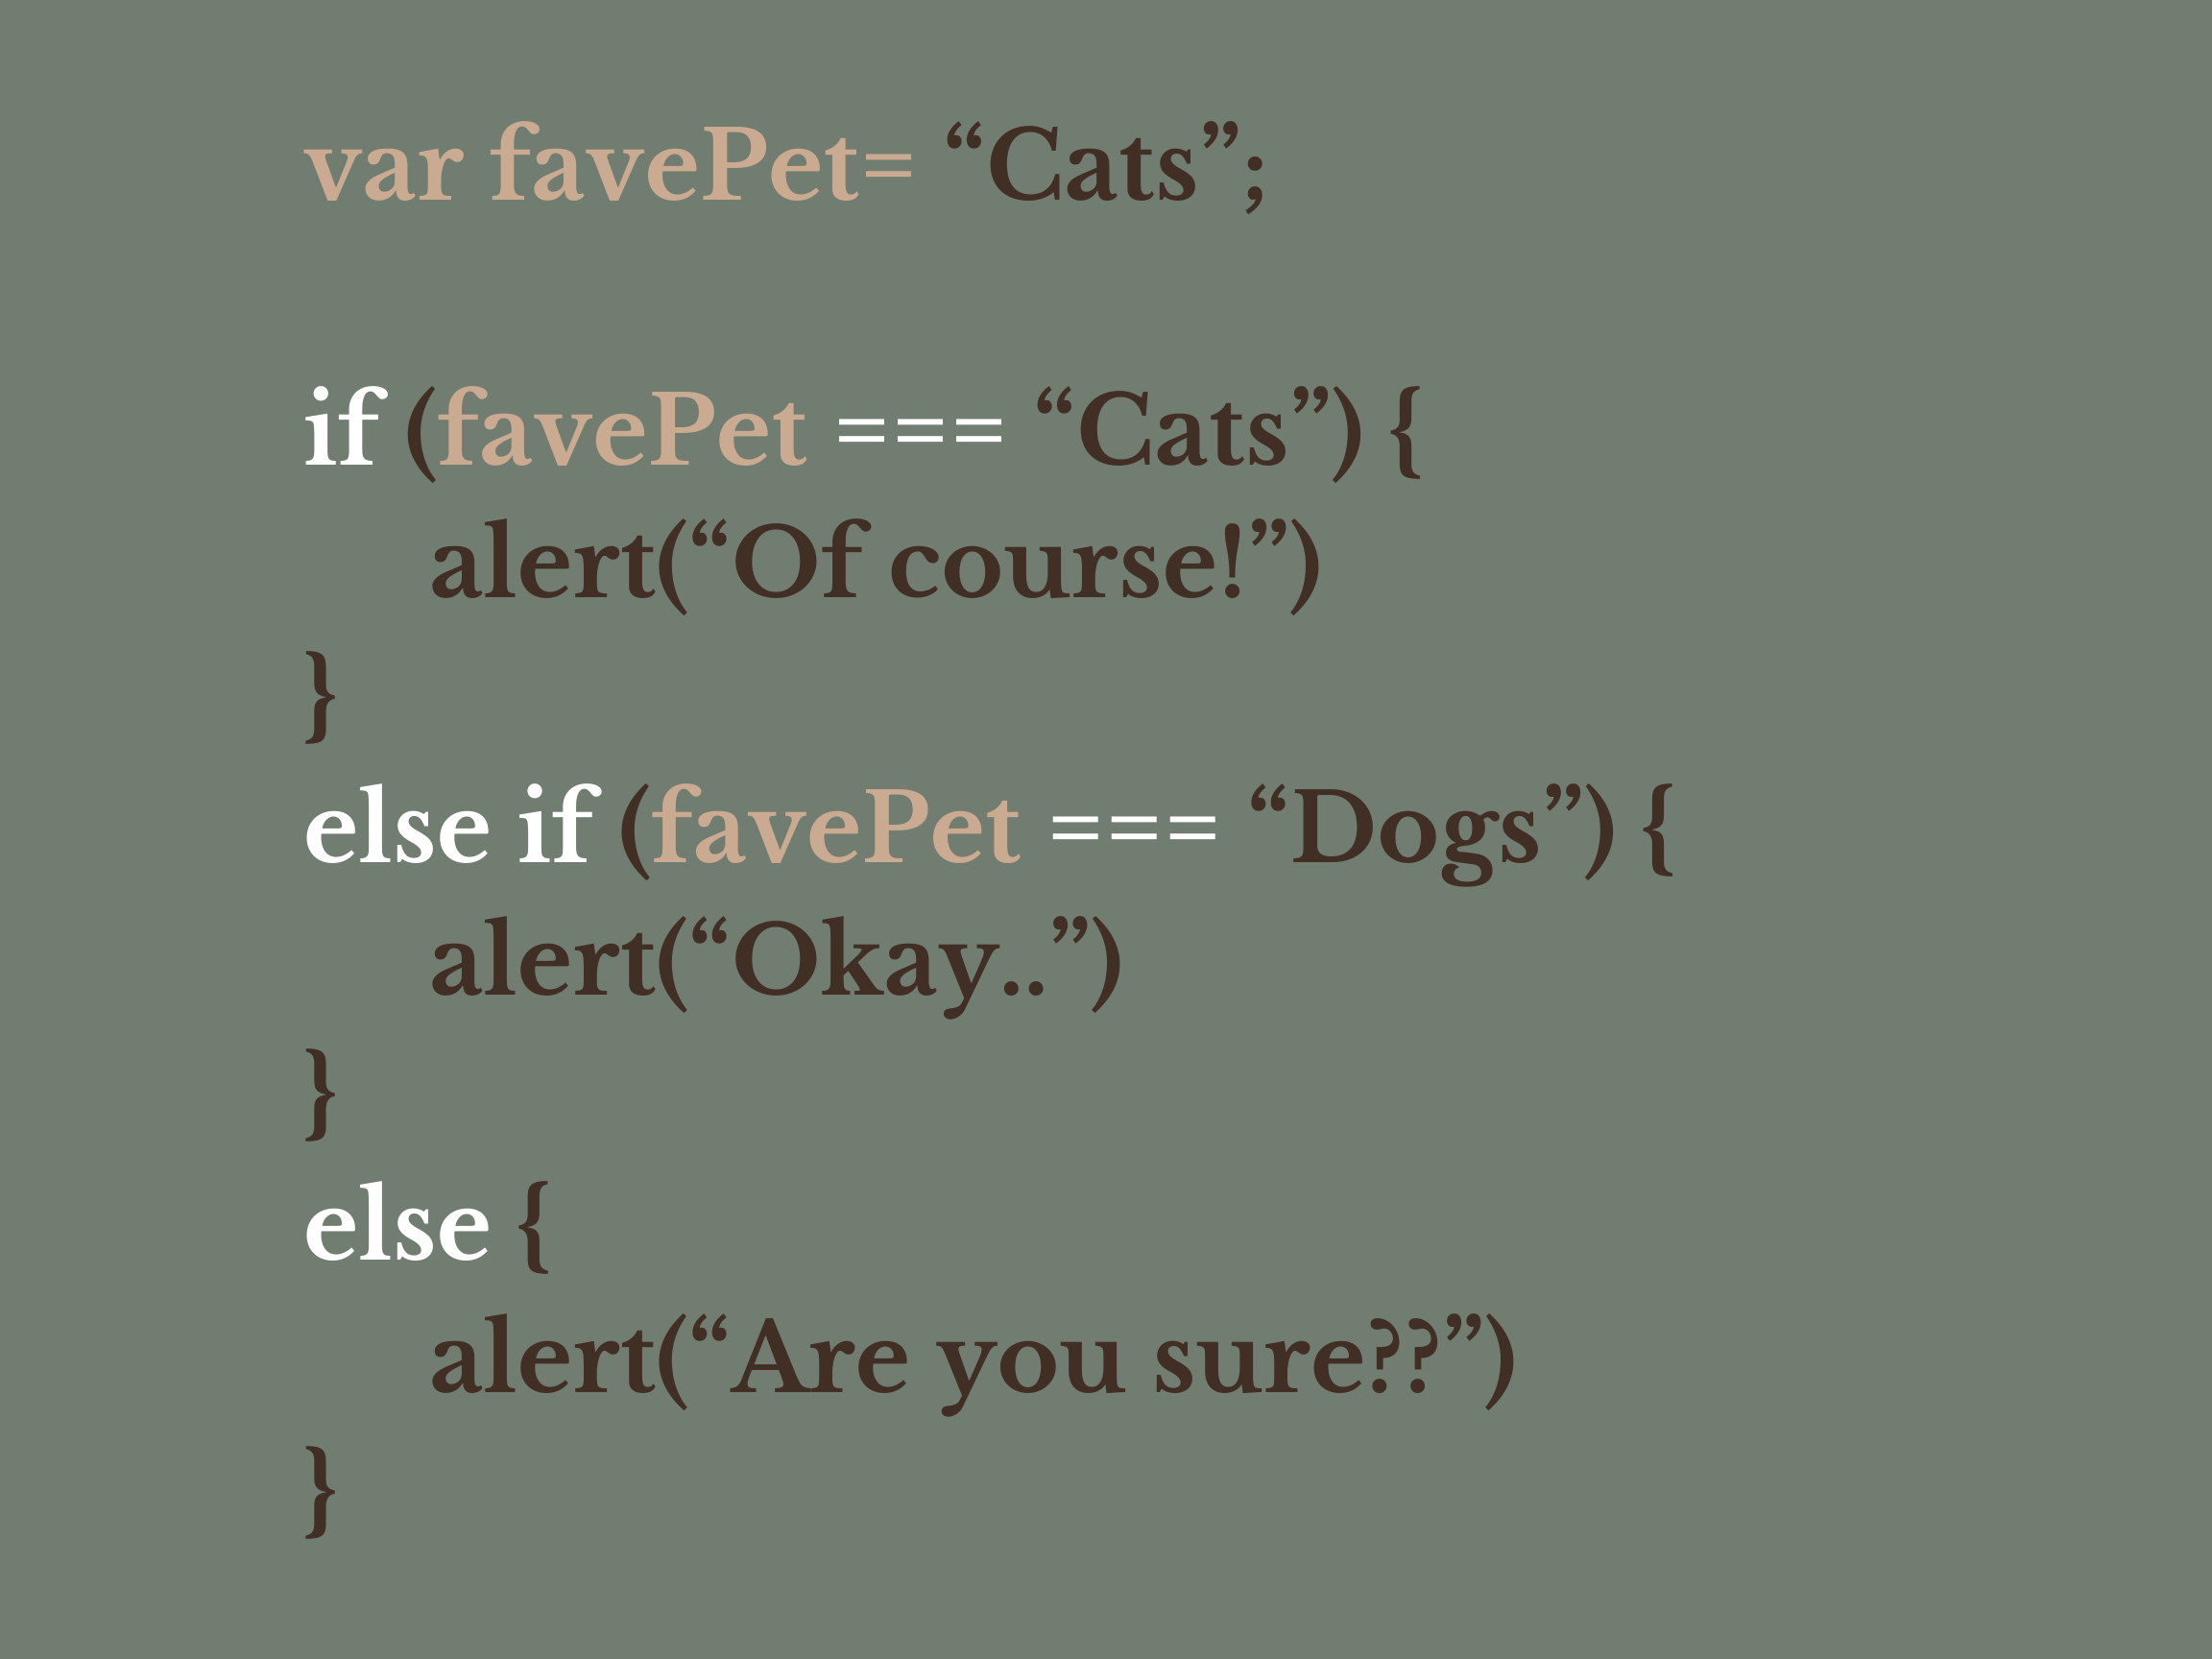 var favePet= “Cats”;
if (favePet === “Cats”) {
alert(“Of course!”)
}
else if (favePet === “Dogs”) {
alert(“Okay..”)
}
else {
alert(“Are you sure??”)
}